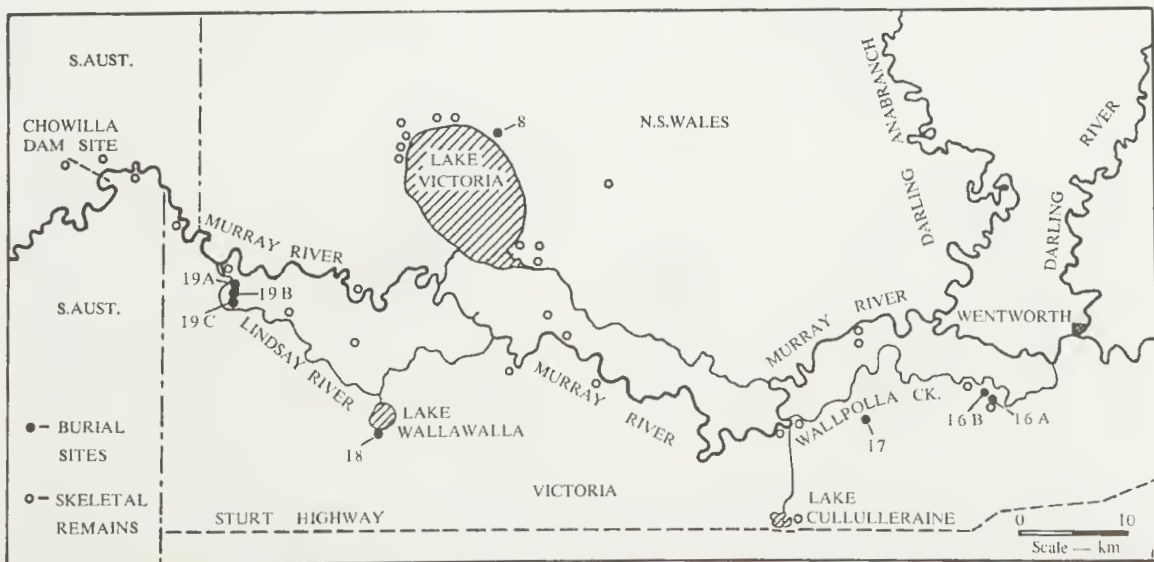 S.AUST.
CHOWILLA
DAM SITE
N.S.WALES
8
LAKE
VICTORIA
DARLING ANABRANCH
DARLING RIVER
MURRAY RIVER
19A
19B
19C
S.AUST.
LINDSAY RIVER
MURRAY RIVER
MURRAY RIVER
WENTWORTH
WALLPOLLA CK.
16B
16A
17
LAKE
WALLAWALLA
18
VICTORIA
LAKE
CULLULLERAINE
STURT HIGHWAY
- BURIAL
SITES
- SKELETAL
REMAINS
0 10
Scale — km